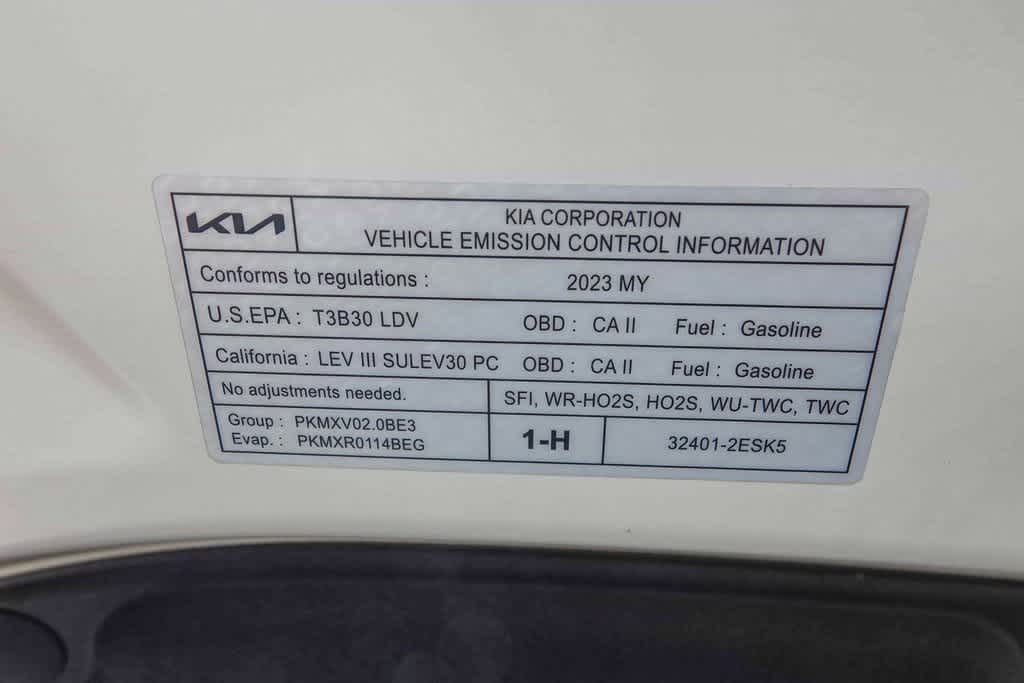 KIA
KIA CORPORATION
VEHICLE EMISSION CONTROL INFORMATION
Conforms to regulations : 2023 MY
U.S.EPA : T3B30 LDV OBD : CA II Fuel : Gasoline
California : LEV III SULEV30 PC OBD : CA II Fuel : Gasoline
No adjustments needed.
SFI, WR-HO2S, HO2S, WU-TWC, TWC
Group : PKMXV02.0BE3
Evap. : PKMXR0114BEG
1-H
32401-2ESK5